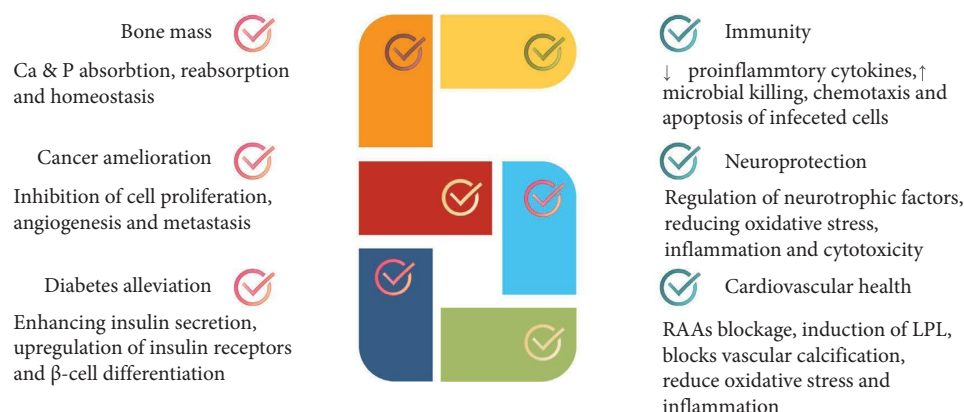 Bone mass
Ca & P absorbtion, reabsorption
and homeostasis
Cancer amelioration
Inhibition of cell proliferation,
angiogenesis and metastasis
Diabetes alleviation
Enhancing insulin secretion,
upregulation of insulin receptors
and β-cell differentiation
Immunity
↓ proinflammtory cytokines,↑
microbial killing, chemotaxis and
apoptosis of infeceted cells
Neuroprotection
Regulation of neurotrophic factors,
reducing oxidative stress,
inflammation and cytotoxicity
Cardiovascular health
RAAs blockage, induction of LPL,
blocks vascular calcification,
reduce oxidative stress and
inflammation